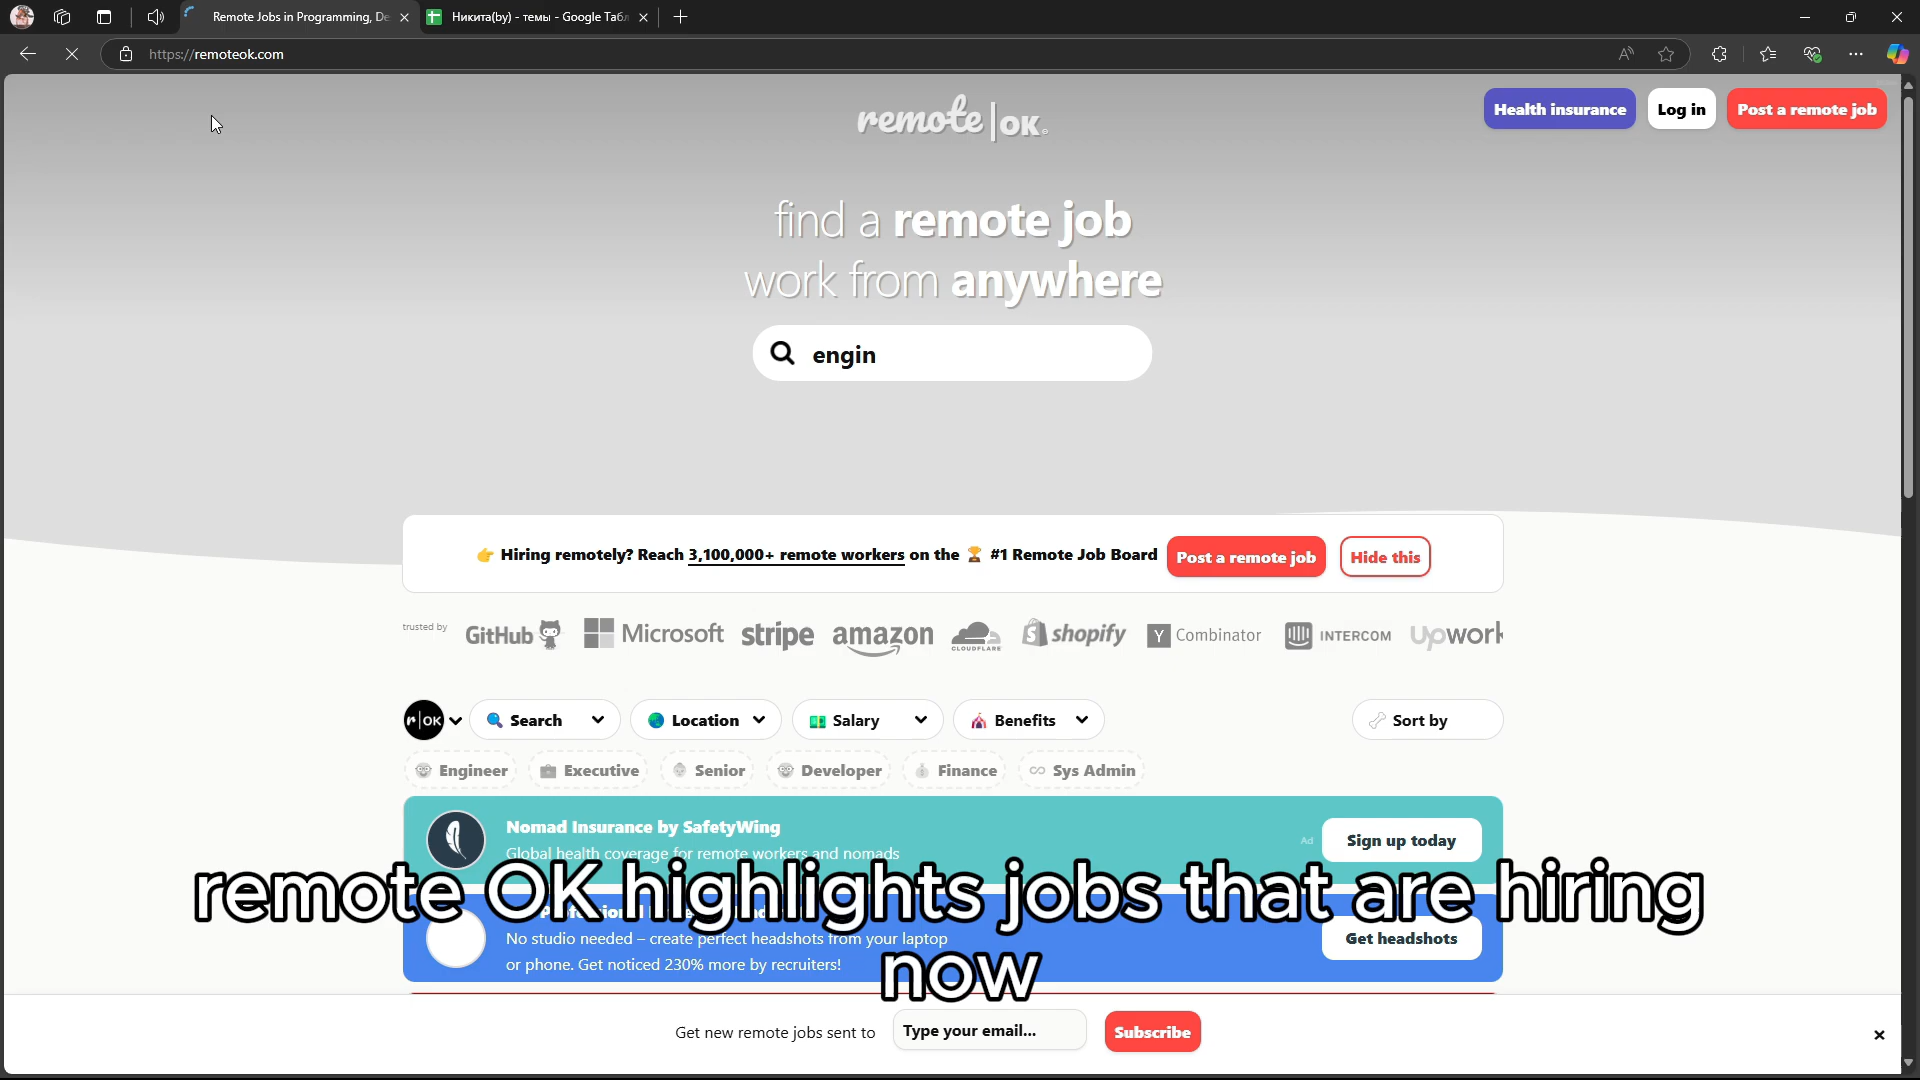 Remote Jobs in Programming, De
Никита(by) - темы - Google Табл
https://remoteok.com
remote|OK
Health insurance
Log in
Post a remote job
find a remote job
work from anywhere
engin
👉 Hiring remotely? Reach 3,100,000+ remote workers on the 🏆 #1 Remote Job Board
Post a remote job
Hide this
trusted by
GitHub
Microsoft
stripe
amazon
CLOUDFLARE
shopify
Y Combinator
INTERCOM
Upwork
r|OK
Search
Location
Salary
Benefits
Sort by
Engineer
Executive
Senior
Developer
Finance
Sys Admin
Nomad Insurance by SafetyWing
Global health coverage for remote workers and nomads
Ad
Sign up today
No studio needed – create perfect headshots from your laptop
or phone. Get noticed 230% more by recruiters!
Get headshots
remote OK highlights jobs that are hiring
now
Get new remote jobs sent to
Type your email...
Subscribe